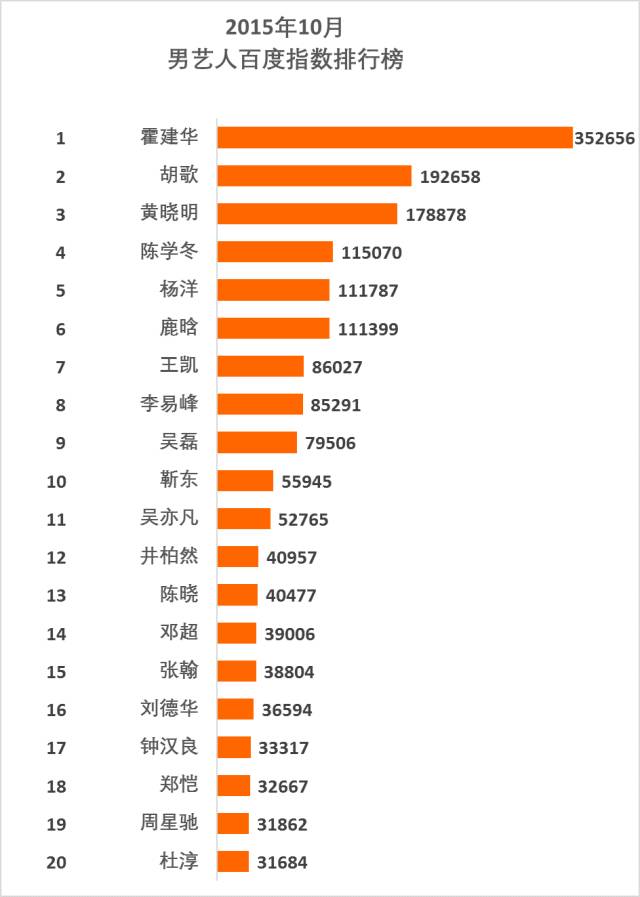 2015年10月
男艺人百度指数排行榜
1 霍建华 352656
2 胡歌 192658
3 黄晓明 178878
4 陈学冬 115070
5 杨洋 111787
6 鹿晗 111399
7 王凯 86027
8 李易峰 85291
9 吴磊 79506
10 靳东 55945
11 吴亦凡 52765
12 井柏然 40957
13 陈晓 40477
14 邓超 39006
15 张翰 38804
16 刘德华 36594
17 钟汉良 33317
18 郑恺 32667
19 周星驰 31862
20 杜淳 31684